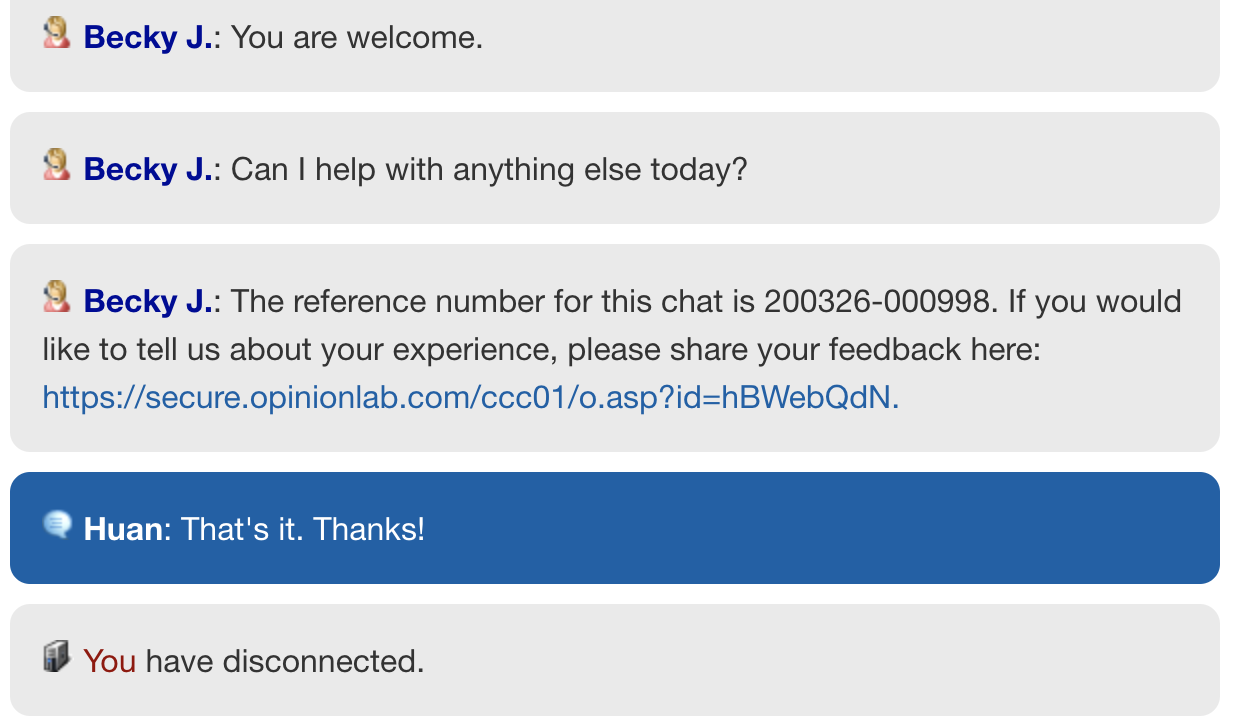 Becky J.: You are welcome.
Becky J.: Can I help with anything else today?
Becky J.: The reference number for this chat is 200326-000998. If you would
like to tell us about your experience, please share your feedback here:
https://secure.opinionlab.com/ccc01/o.asp?id=hBWebQdN.
Huan: That's it. Thanks!
You have disconnected.